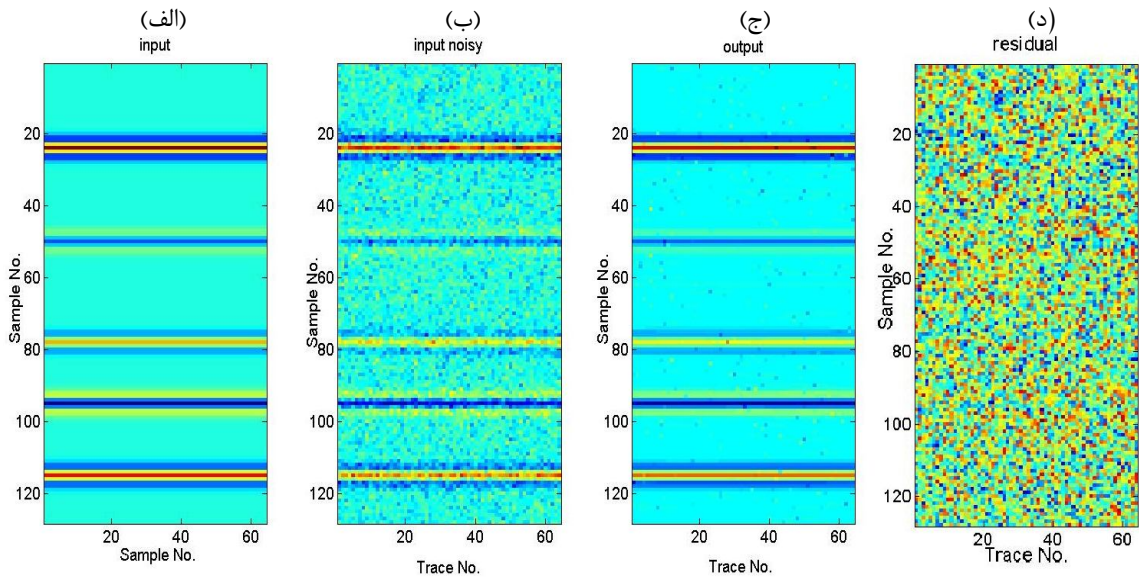 (الف)
input
20
40
60
80
100
120
Sample No.
20 40 60
Sample No.
(ب)
input noisy
20
40
60
80
100
120
Sample No.
20 40 60
Trace No.
(ج)
output
20
40
60
80
100
120
Sample No.
20 40 60
Trace No.
(د)
residual
20
40
60
80
100
120
Sample No.
20 40 60
Trace No.